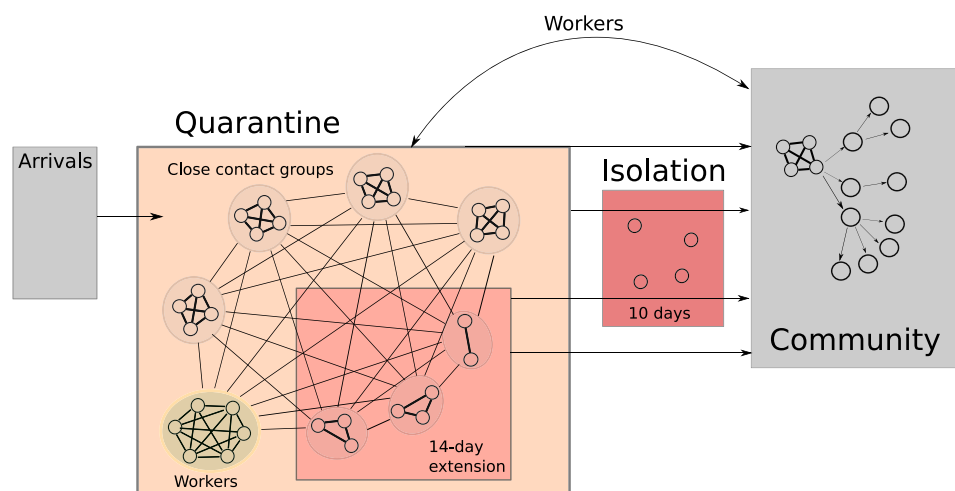 Workers
Quarantine
Arrivals
Close contact groups
Isolation
10 days
Community
14-day
extension
Workers